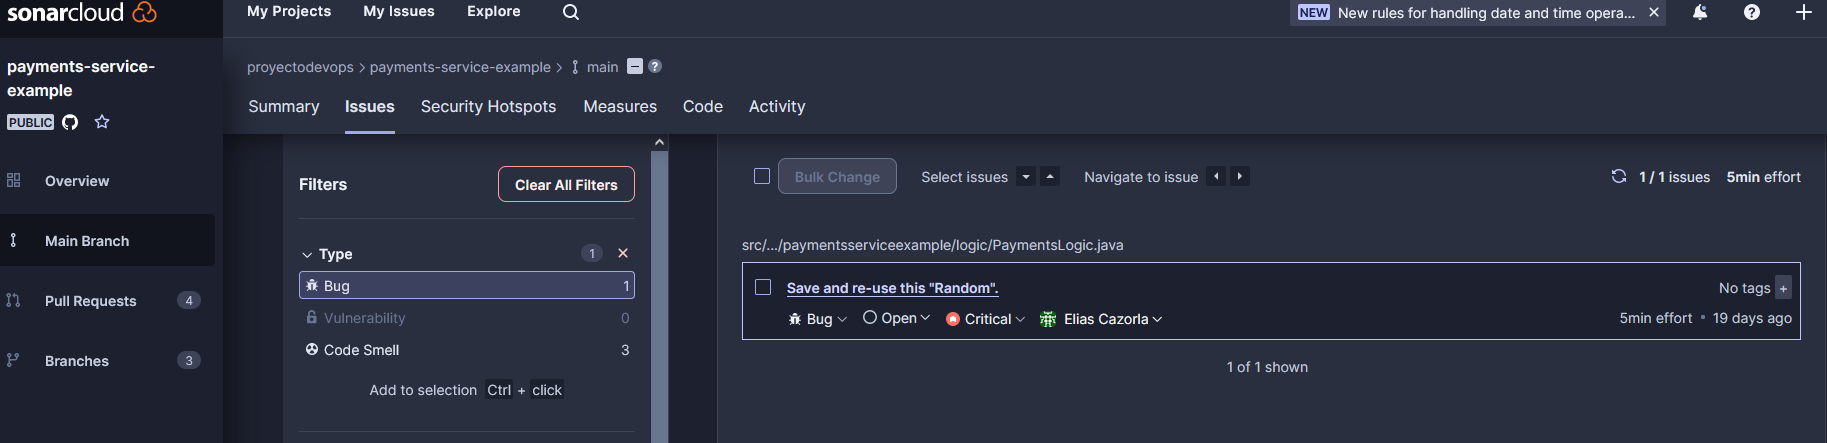 sonarcloud
My Projects My Issues Explore
NEW New rules for handling date and time opera...
payments-service-
example
PUBLIC
Overview
Main Branch
Pull Requests 4
Branches 3
proyectodevops > payments-service-example > main
Summary Issues Security Hotspots Measures Code Activity
Filters Clear All Filters
Type 1
Bug 1
Vulnerability 0
Code Smell 3
Add to selection Ctrl + click
Bulk Change Select issues Navigate to issue 1 / 1 issues 5min effort
src/.../paymentsserviceexample/logic/PaymentsLogic.java
Save and re-use this "Random". No tags +
Bug Open Critical Elias Cazorla 5min effort • 19 days ago
1 of 1 shown